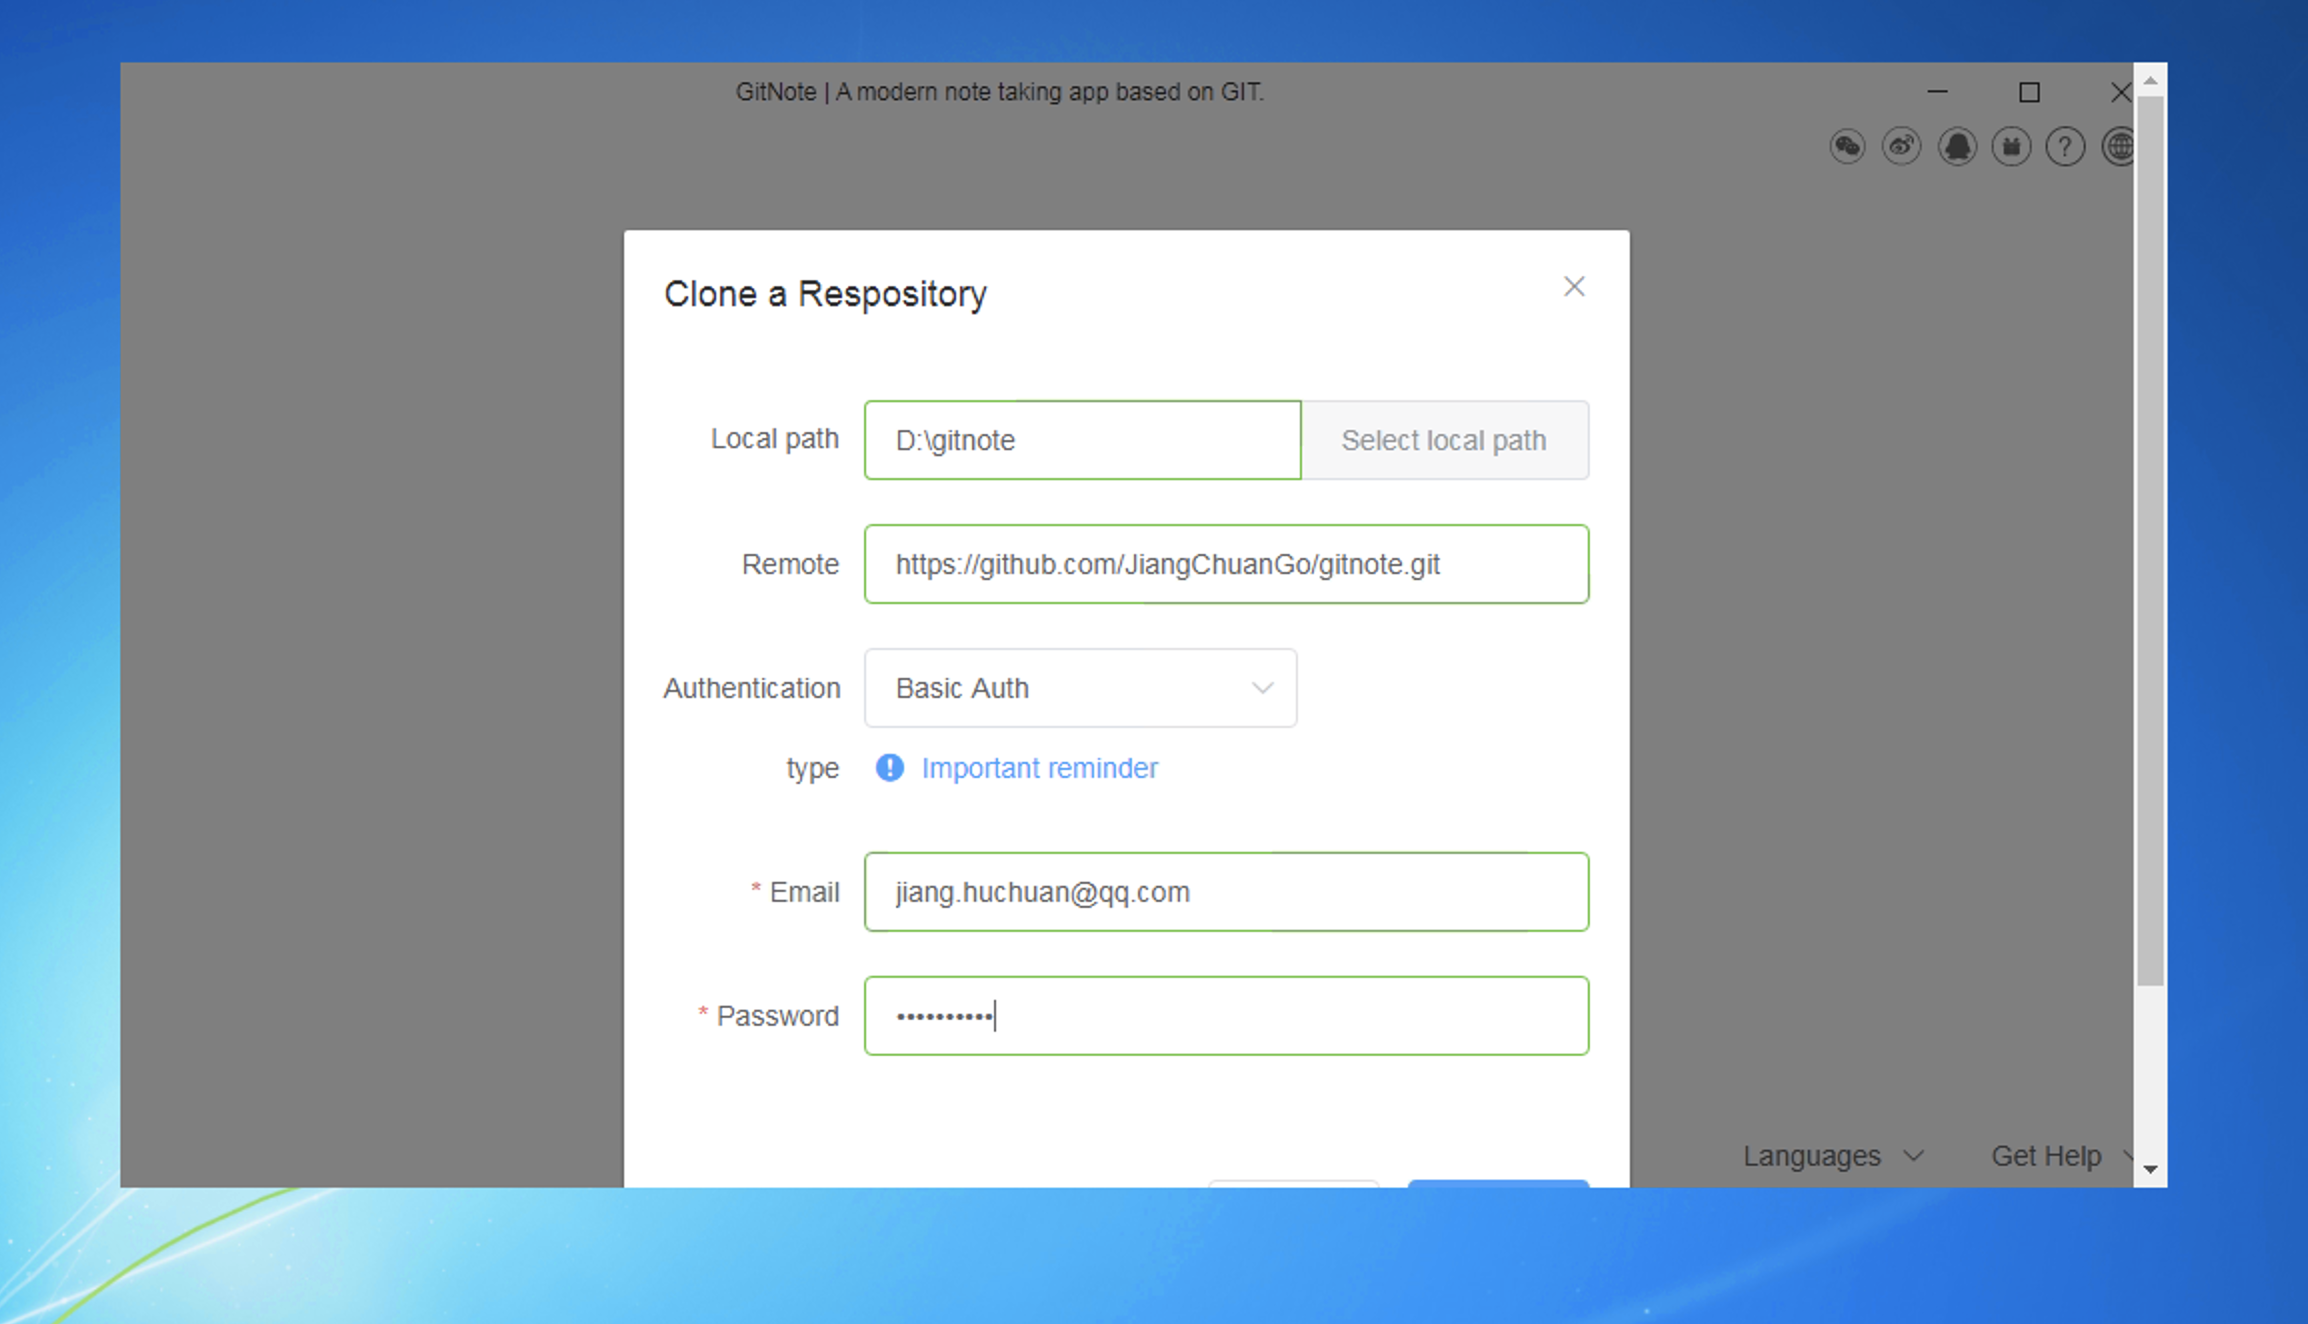 GitNote | A modern note taking app based on GIT.
Clone a Respository
Local path D:\gitnote Select local path
Remote https://github.com/JiangChuanGo/gitnote.git
Authentication Basic Auth
type Important reminder
* Email jiang.huchuan@qq.com
* Password ••••••••••
Languages Get Help